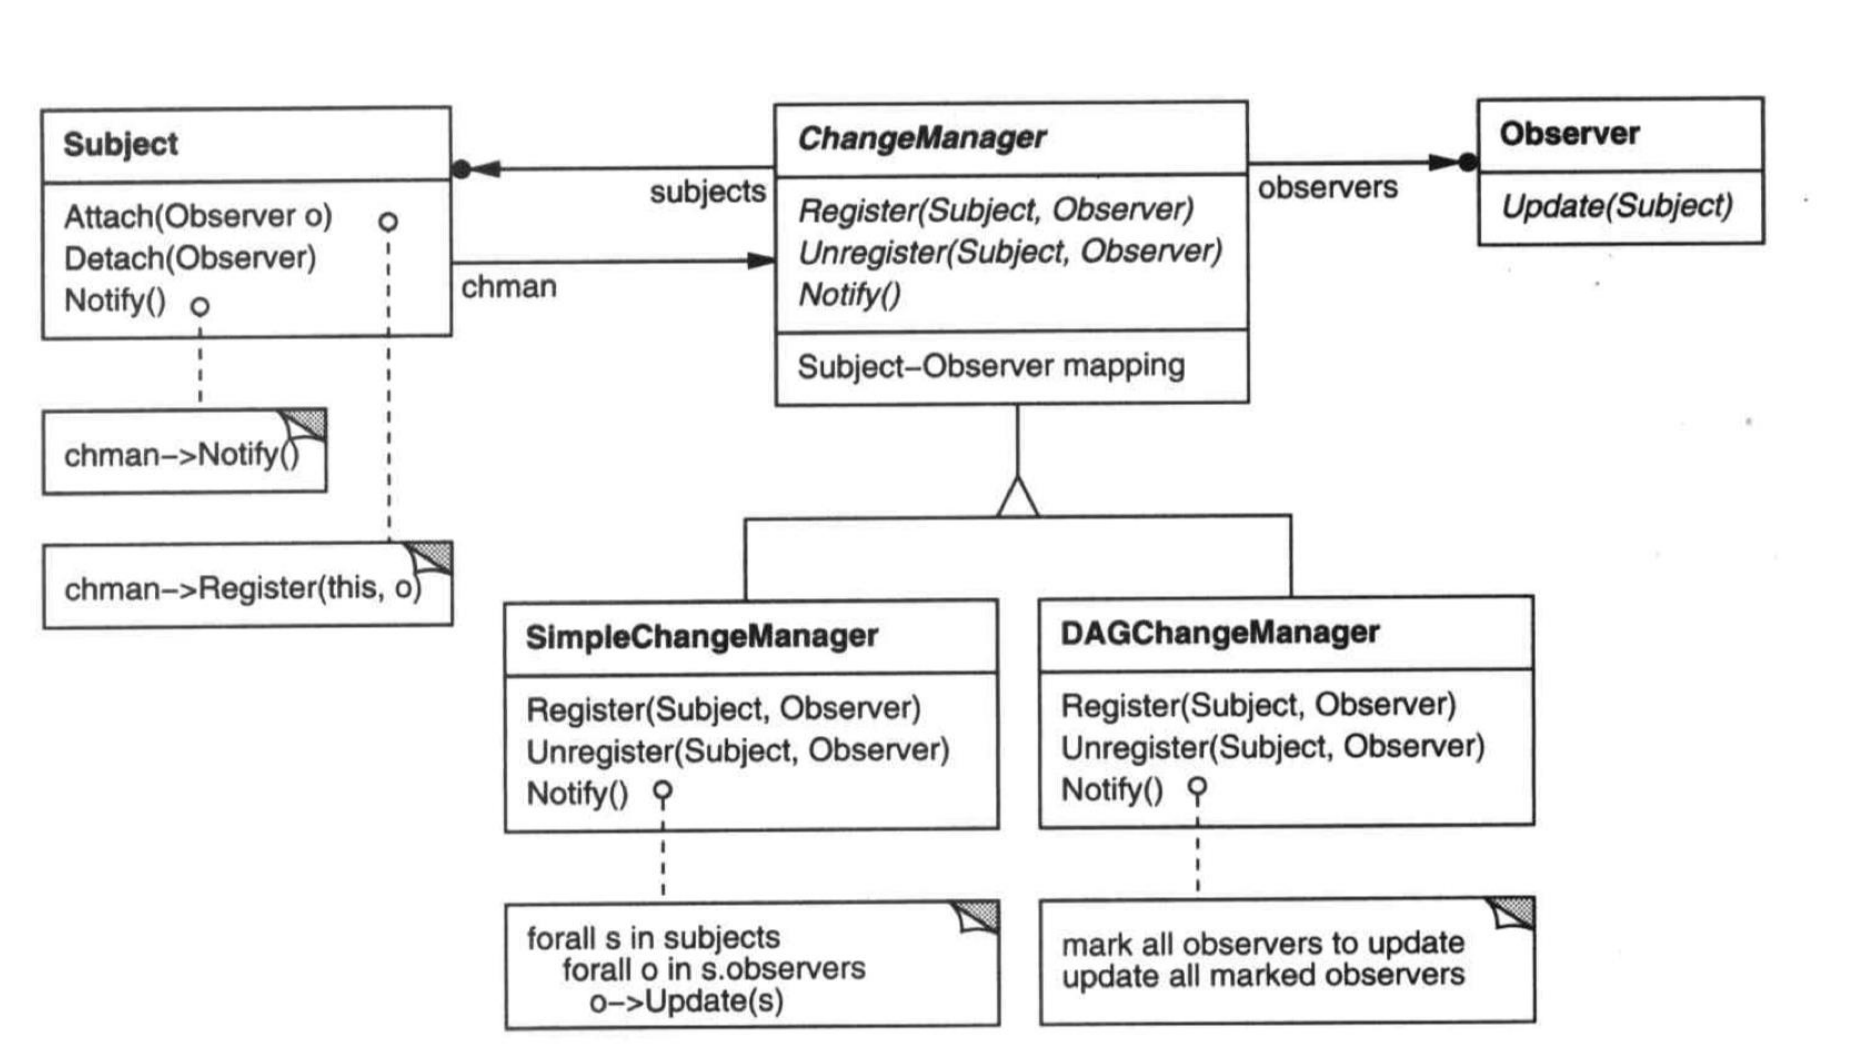 Subject
Attach(Observer o)
Detach(Observer)
Notify()
chman–>Notify()
chman–>Register(this, o)
subjects
chman
ChangeManager
Register(Subject, Observer)
Unregister(Subject, Observer)
Notify()
Subject–Observer mapping
observers
Observer
Update(Subject)
SimpleChangeManager
Register(Subject, Observer)
Unregister(Subject, Observer)
Notify()
forall s in subjects
forall o in s.observers
o–>Update(s)
DAGChangeManager
Register(Subject, Observer)
Unregister(Subject, Observer)
Notify()
mark all observers to update
update all marked observers